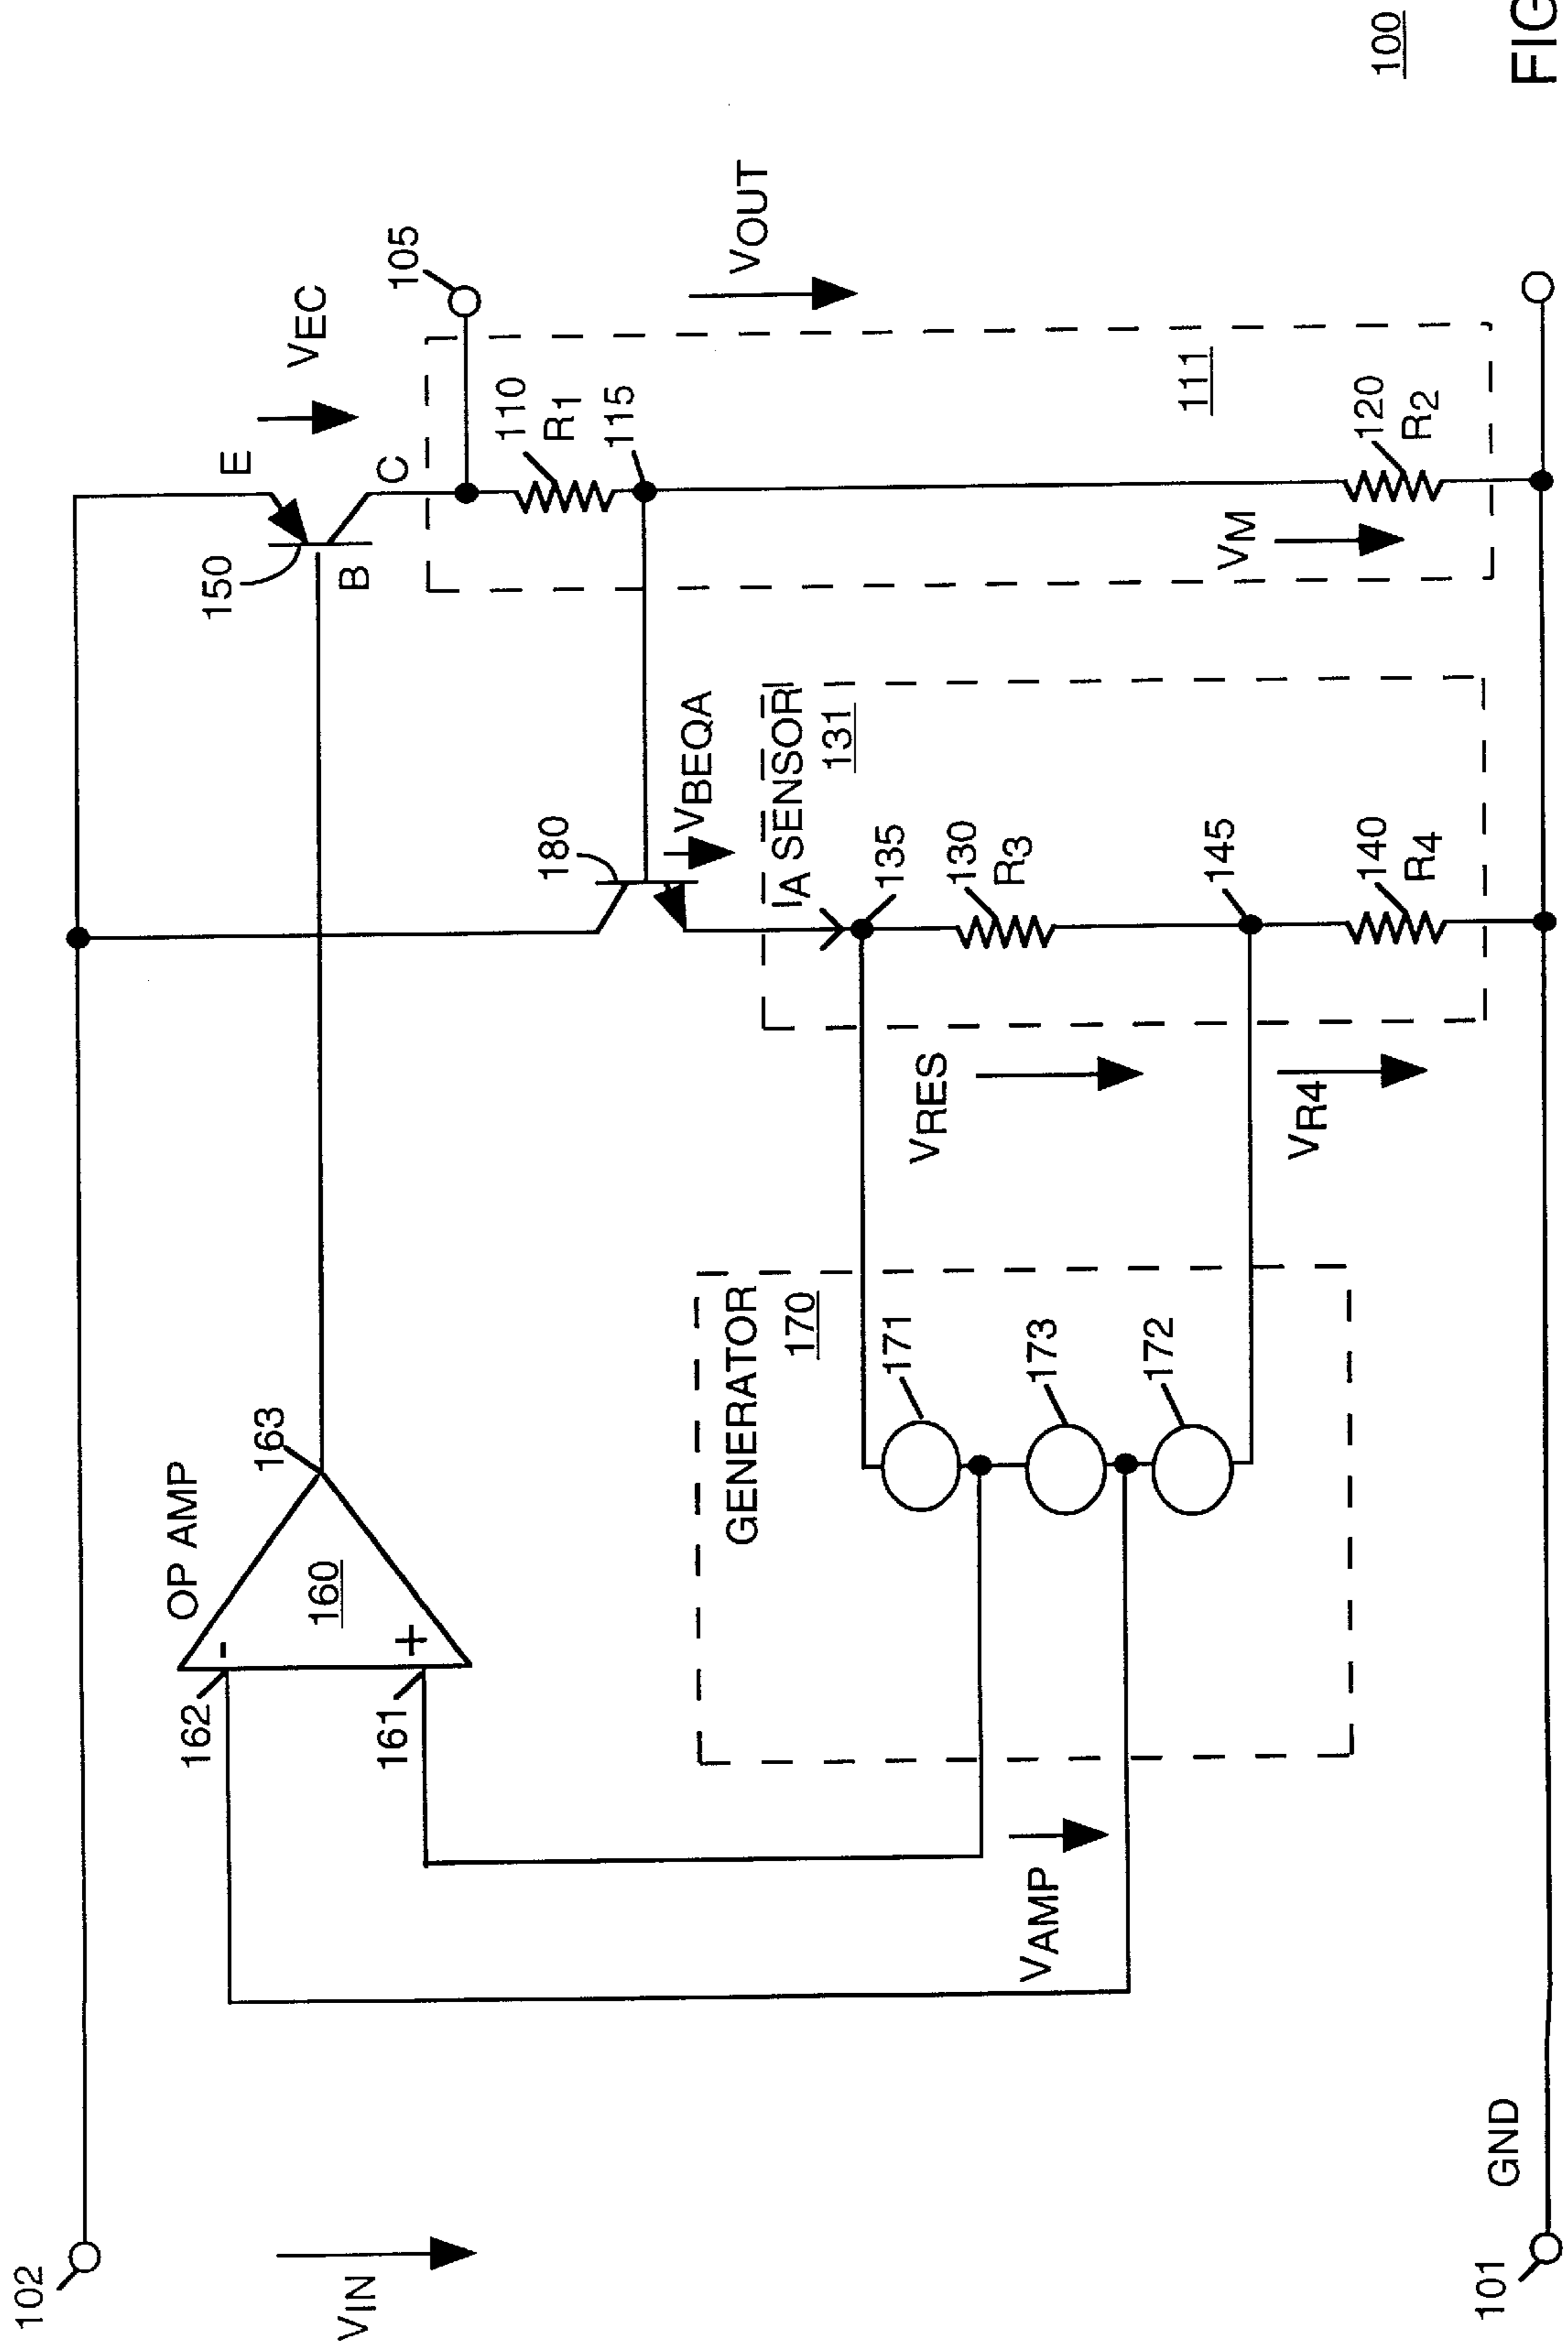 102
VIN
OP AMP
162
-
160
163
161
+
VAMP
GENERATOR
170
171
173
172
VRES
VR4
180
VBEQA
IA SENSOR
131
135
130
R3
145
140
R4
150
E
B
C
VEC
105
110
R1
115
VOUT
111
VM
120
R2
101
GND
100
FIG